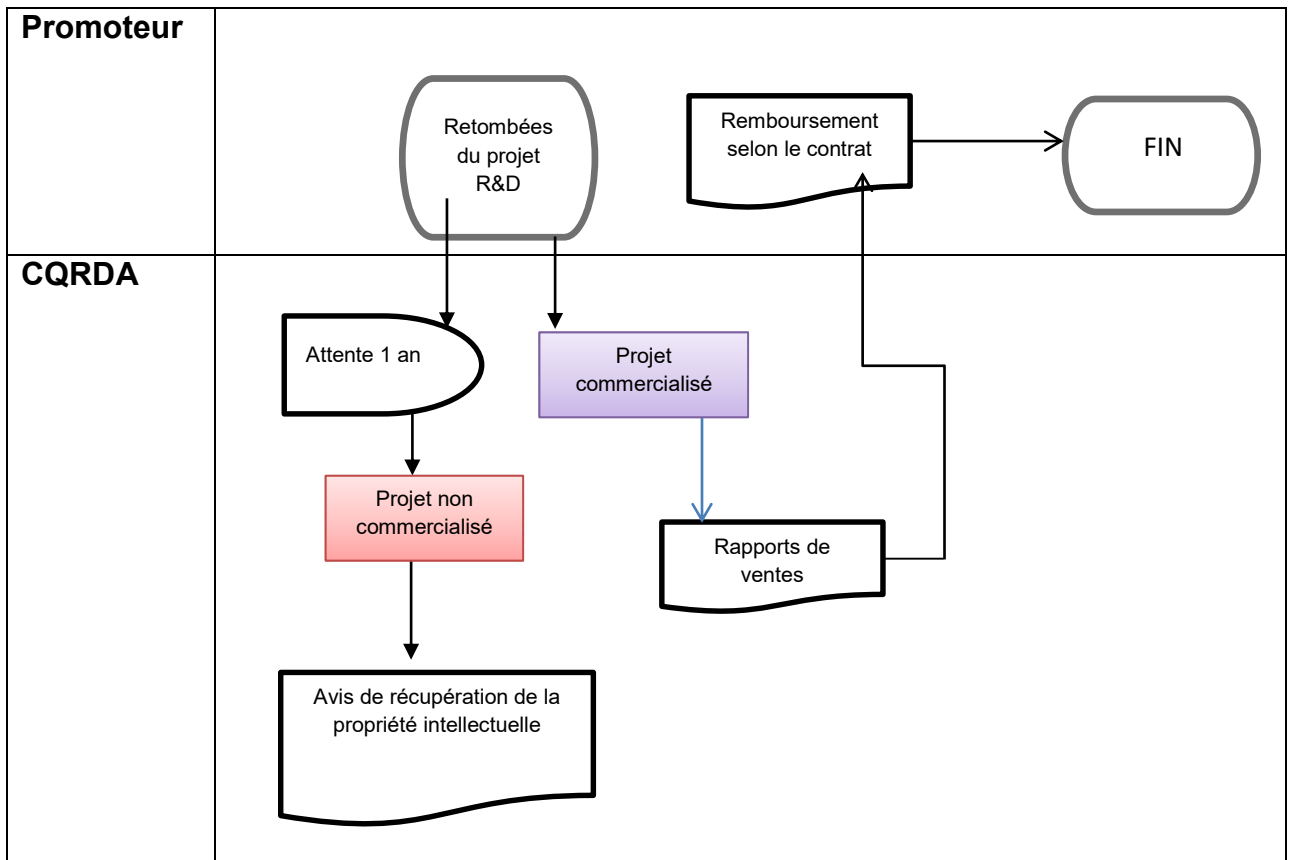 Promoteur
Retombées
du projet
R&D
Remboursement
selon le contrat
FIN
CQRDA
Attente 1 an
Projet
commercialisé
Projet non
commercialisé
Rapports de
ventes
Avis de récupération de la
propriété intellectuelle